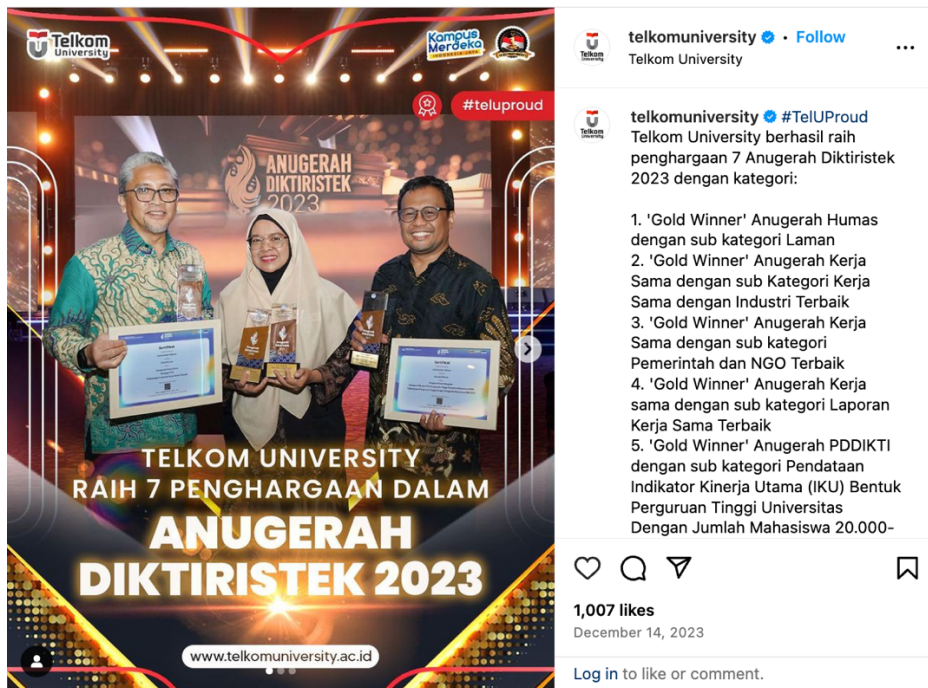 Telkom
University
Kampus
Merdeka
INDONESIA JAYA
#teluproud
ANUGERAH
DIKTIRISTEK
2023
TELKOM UNIVERSITY
RAIH 7 PENGHARGAAN DALAM
ANUGERAH
DIKTIRISTEK 2023
www.telkomuniversity.ac.id
telkomuniversity • Follow
Telkom University
telkomuniversity #TelUProud
Telkom University berhasil raih
penghargaan 7 Anugerah Diktiristek
2023 dengan kategori:
1. 'Gold Winner' Anugerah Humas
dengan sub kategori Laman
2. 'Gold Winner' Anugerah Kerja
Sama dengan sub Kategori Kerja
Sama dengan Industri Terbaik
3. 'Gold Winner' Anugerah Kerja
Sama dengan sub kategori
Pemerintah dan NGO Terbaik
4. 'Gold Winner' Anugerah Kerja
sama dengan sub kategori Laporan
Kerja Sama Terbaik
5. 'Gold Winner' Anugerah PDDIKTI
dengan sub kategori Pendataan
Indikator Kinerja Utama (IKU) Bentuk
Perguruan Tinggi Universitas
Dengan Jumlah Mahasiswa 20.000-
1,007 likes
December 14, 2023
Log in to like or comment.